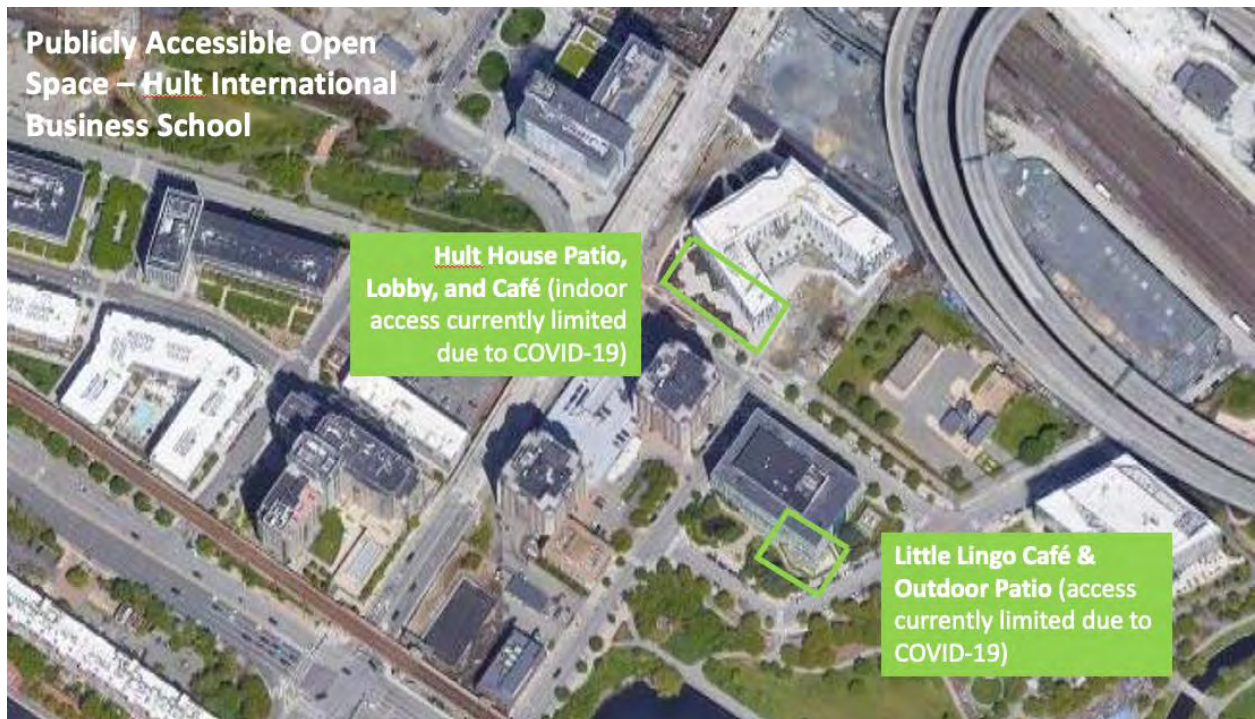 Publicly Accessible Open
Space – Hult International
Business School
Hult House Patio,
Lobby, and Café (indoor
access currently limited
due to COVID-19)
Little Lingo Café &
Outdoor Patio (access
currently limited due to
COVID-19)